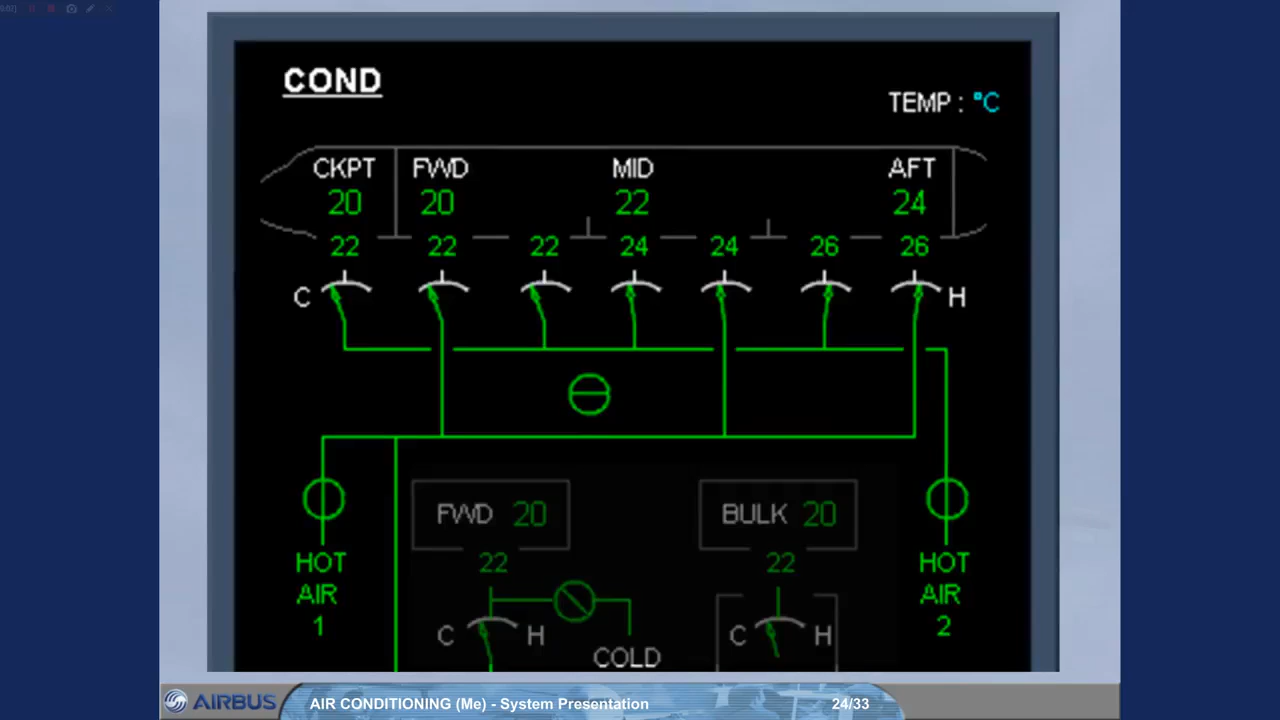 COND
TEMP : °C
CKPT FWD MID AFT
20 20 22 24
22 22 22 24 24 26 26
C H
FWD 20 BULK 20
22 22
HOT AIR 1
HOT AIR 2
C H C H
COLD
AIRBUS AIR CONDITIONING (Me) - System Presentation 24/33